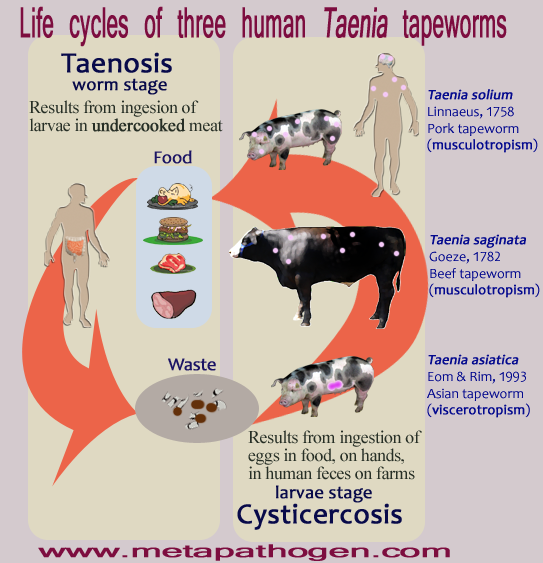 Life cycles of three human Taenia tapeworms
Taenosis
worm stage
Results from ingesion of
larvae in undercooked meat
Food
Waste
Taenia solium
Linnaeus, 1758
Pork tapeworm
(musculotropism)
Taenia saginata
Goeze, 1782
Beef tapeworm
(musculotropism)
Taenia asiatica
Eom & Rim, 1993
Asian tapeworm
(viscerotropism)
Results from ingestion of
eggs in food, on hands,
in human feces on farms
larvae stage
Cysticercosis
www.metapathogen.com